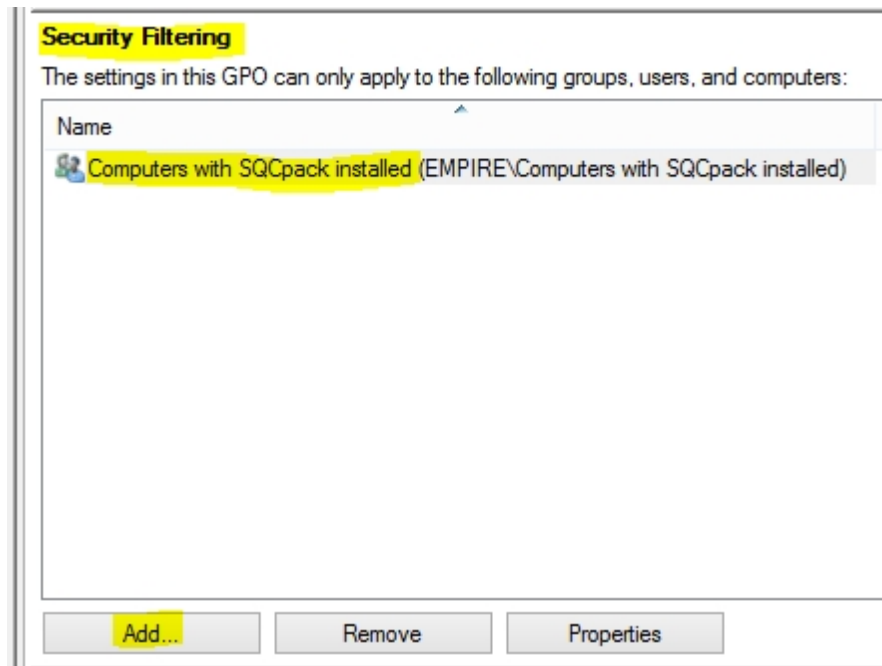 Security Filtering
The settings in this GPO can only apply to the following groups, users, and computers:
Name
Computers with SQCpack installed (EMPIRE\Computers with SQCpack installed)
Add... Remove Properties